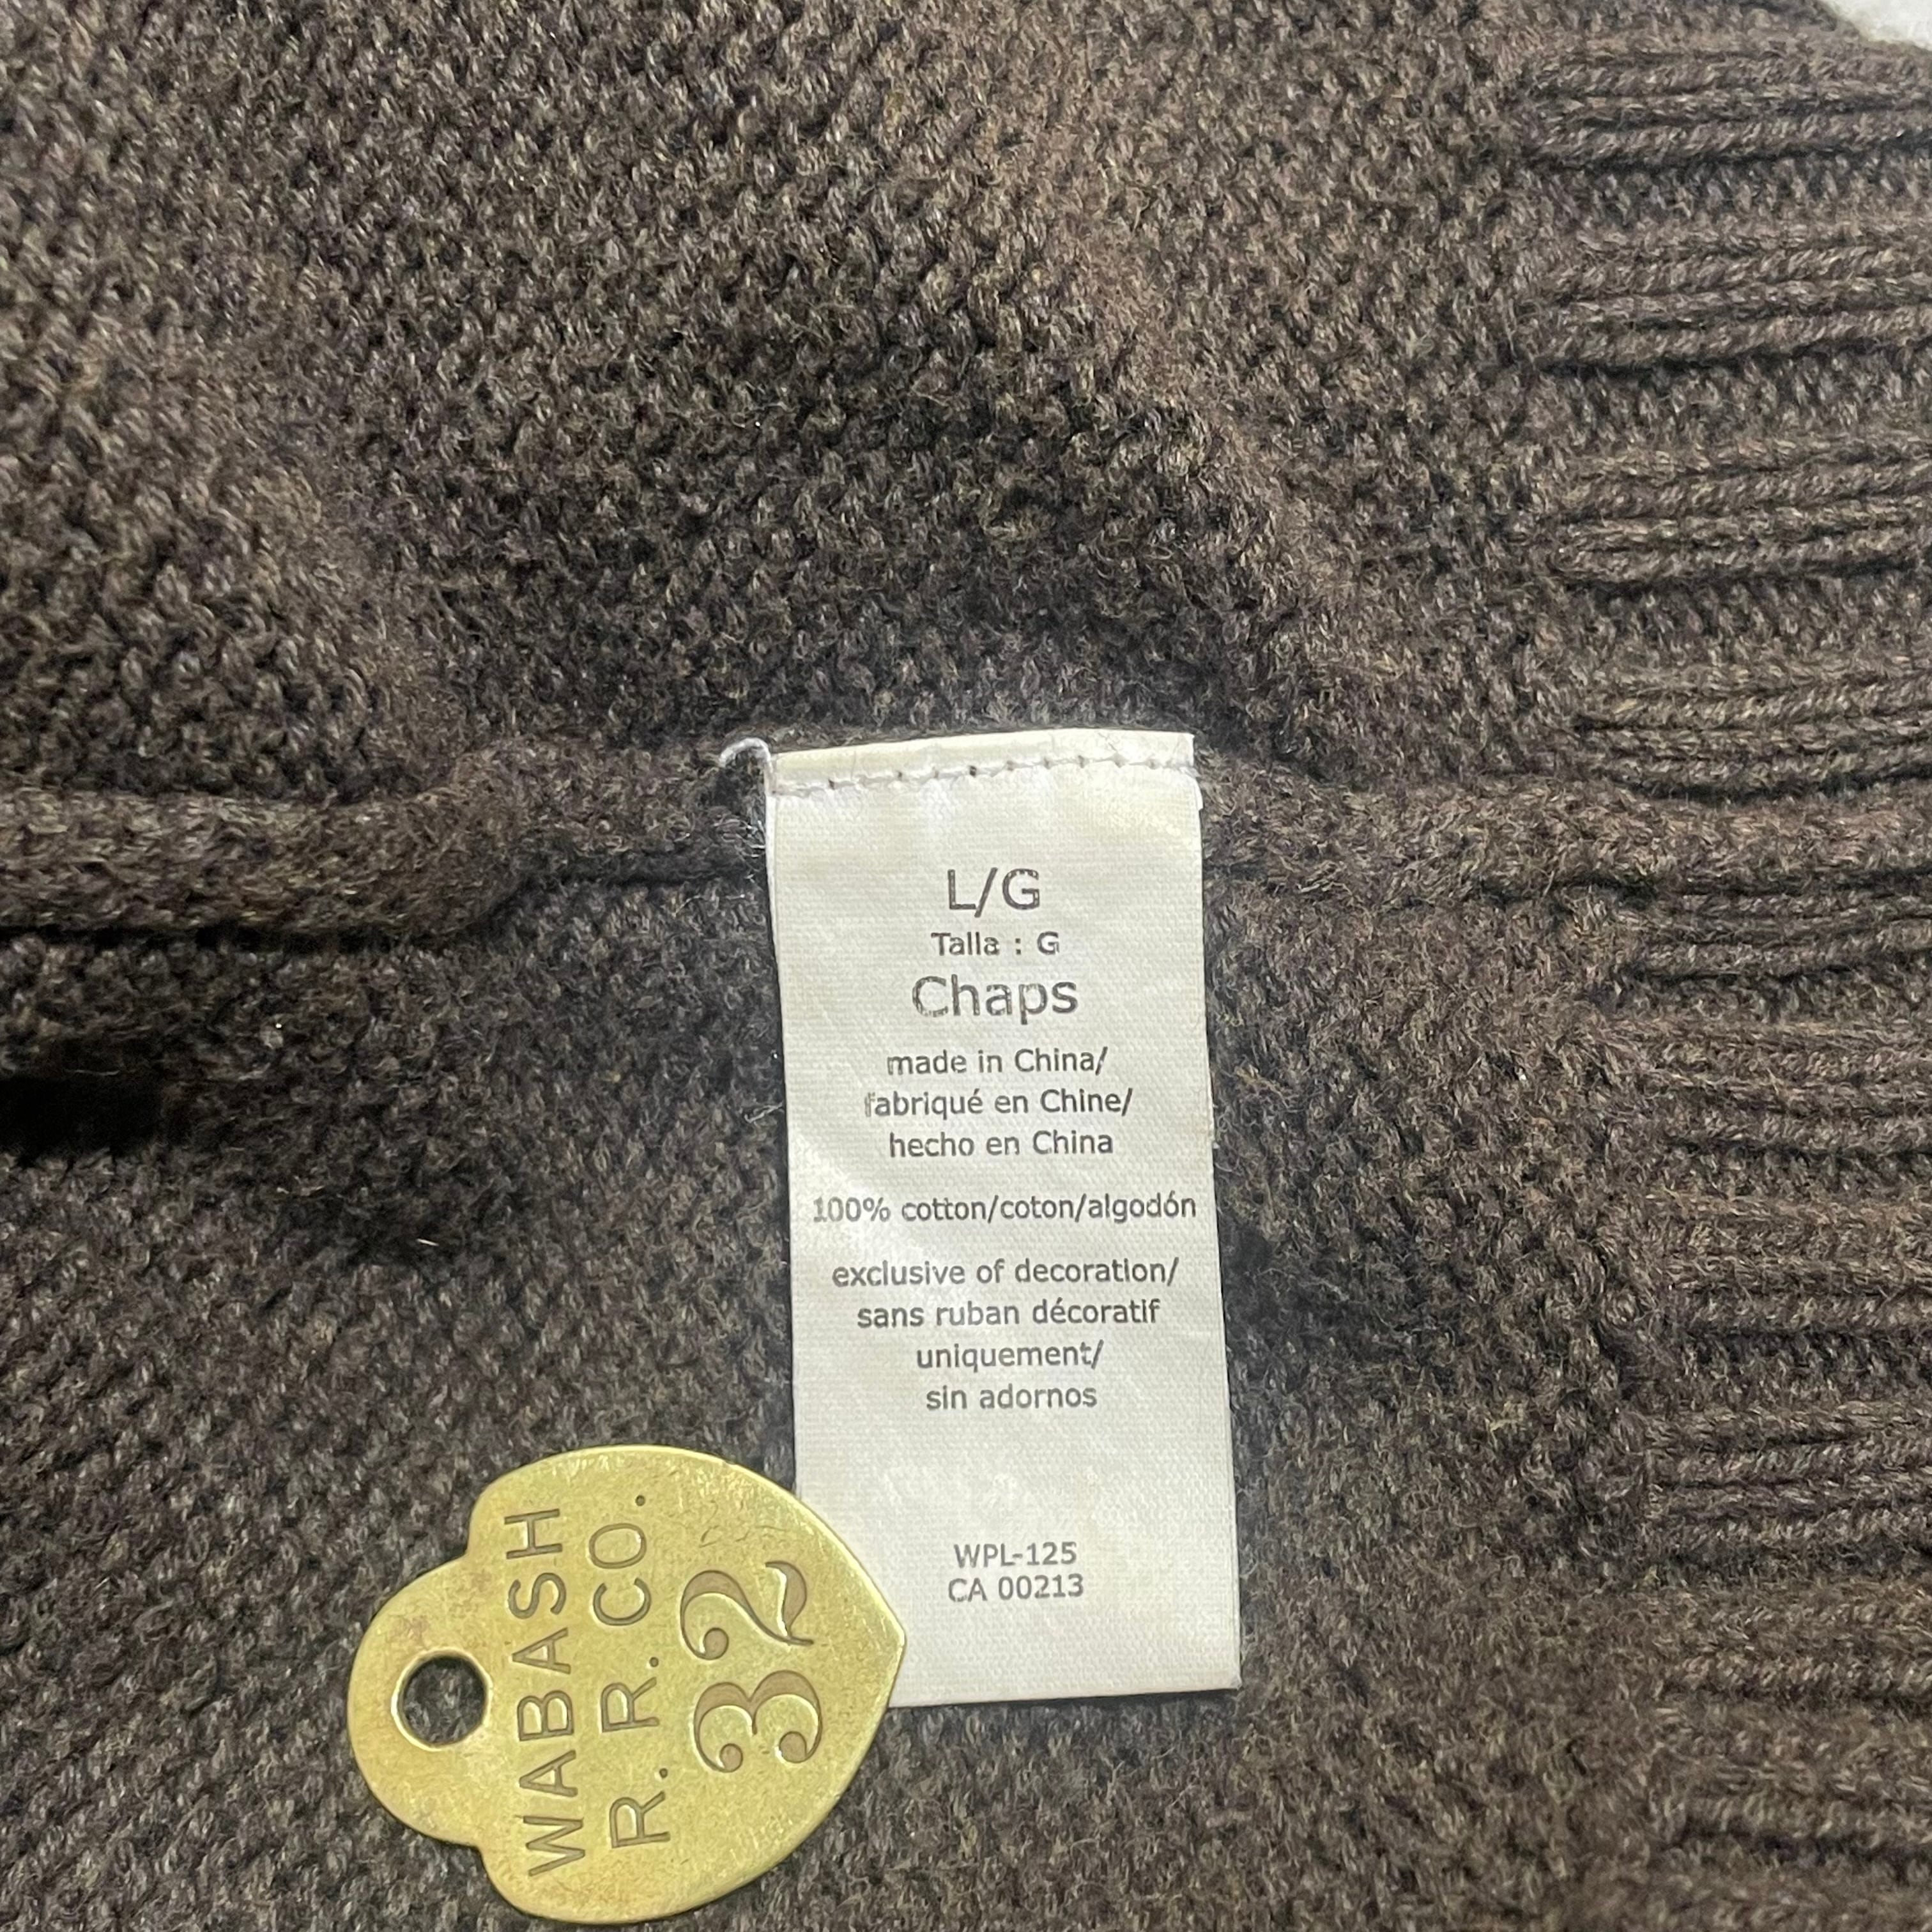 L/G
Talla : G
Chaps
made in China/
fabriqué en Chine/
hecho en China
100% cotton/coton/algodón
exclusive of decoration/
sans ruban décoratif
uniquement/
sin adornos
WPL-125
CA 00213
WABASH
R. R. CO.
32